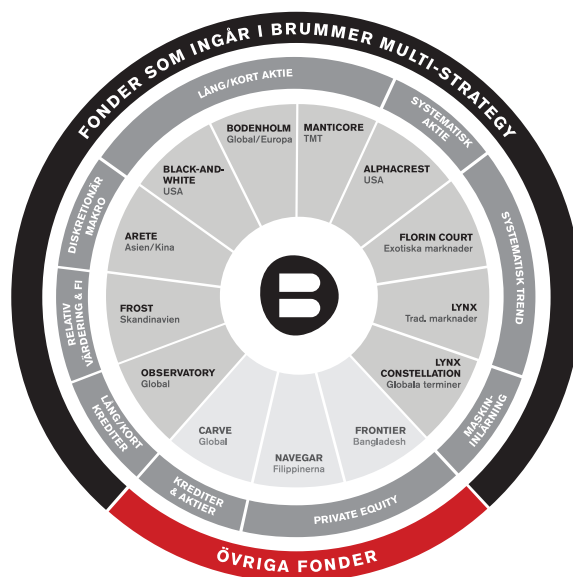 FONDER SOM INGÅR I BRUMMER MULTI-STRATEGY
LÅNG/KORT AKTIE
SYSTEMATISK
AKTIE
SYSTEMATISK TREND
MASKIN-
INLÄRNING
PRIVATE EQUITY
KREDITER
& AKTIER
LÅNG/KORT
KREDITER
RELATIV
VÄRDERING & FI
DISKRETIONÄR
MAKRO
BODENHOLM
Global/Europa
MANTICORE
TMT
ALPHACREST
USA
FLORIN COURT
Exotiska marknader
LYNX
Trad. marknader
LYNX
CONSTELLATION
Globala terminer
FRONTIER
Bangladesh
NAVEGAR
Filippinerna
CARVE
Global
OBSERVATORY
Global
FROST
Skandinavien
ARETE
Asien/Kina
BLACK-AND-
WHITE
USA
B
ÖVRIGA FONDER